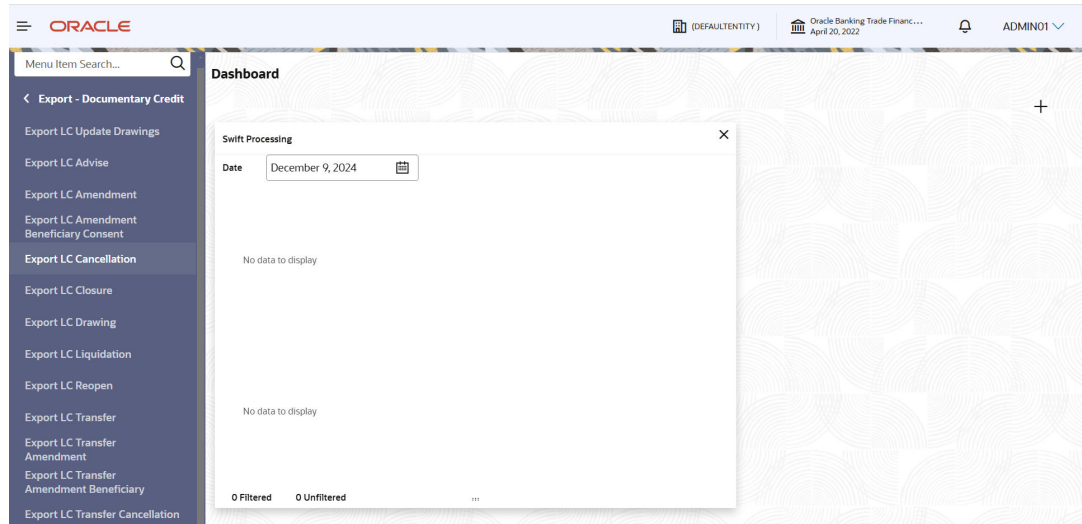 ORACLE
(DEFAULTENTITY )
Oracle Banking Trade Financ...
April 20, 2022
ADMIN01
Menu Item Search...
Export - Documentary Credit
Export LC Update Drawings
Export LC Advise
Export LC Amendment
Export LC Amendment
Beneficiary Consent
Export LC Cancellation
Export LC Closure
Export LC Drawing
Export LC Liquidation
Export LC Reopen
Export LC Transfer
Export LC Transfer
Amendment
Export LC Transfer
Amendment Beneficiary
Export LC Transfer Cancellation
Dashboard
Swift Processing
Date
December 9, 2024
No data to display
No data to display
0 Filtered
0 Unfiltered